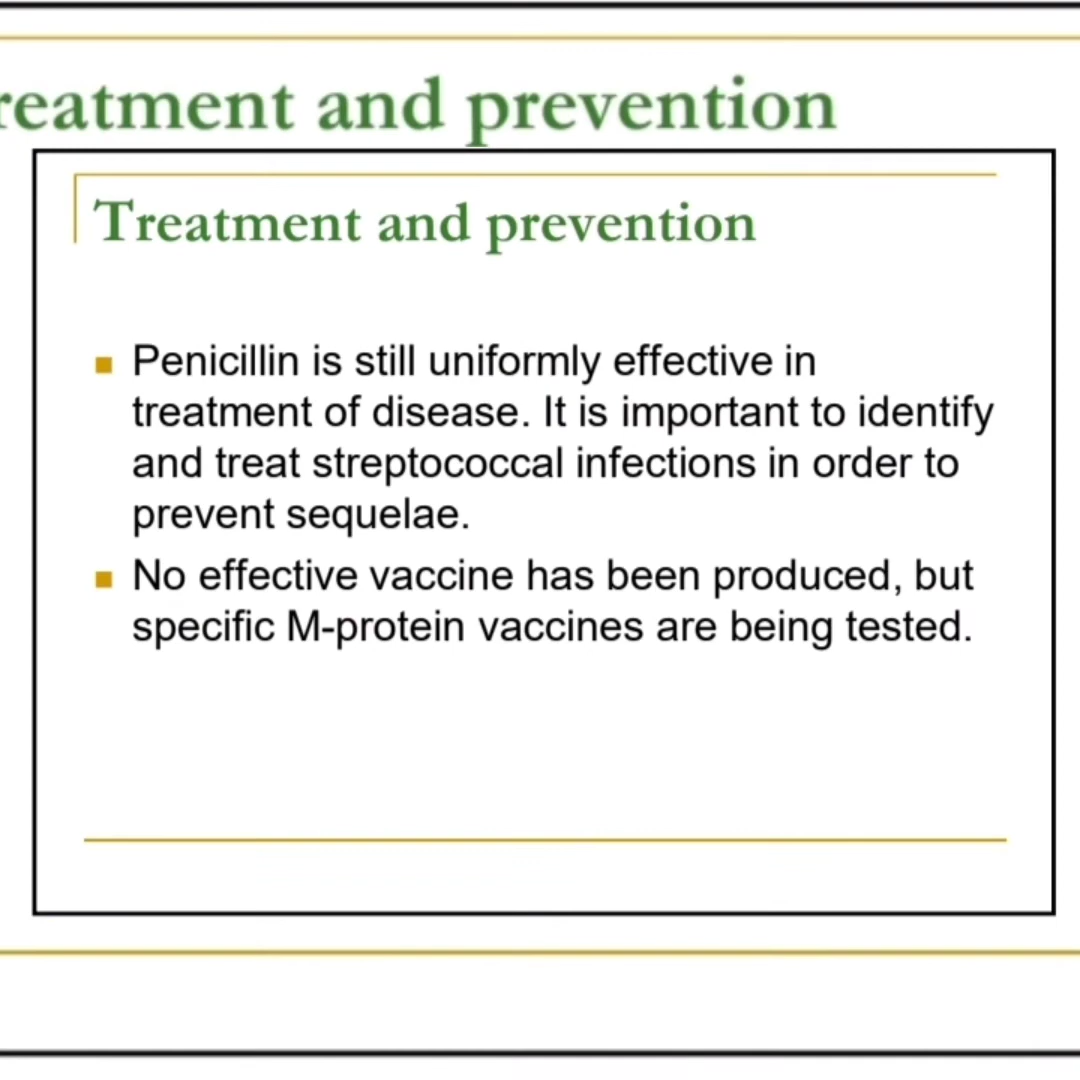 reatment and prevention
Treatment and prevention
Penicillin is still uniformly effective in
treatment of disease. It is important to identify
and treat streptococcal infections in order to
prevent sequelae.
No effective vaccine has been produced, but
specific M-protein vaccines are being tested.